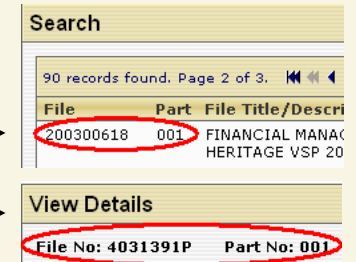 Search
90 records found. Page 2 of 3.
File Part File Title/Descri
200300618 001 FINANCIAL MANAG
HERITAGE VSP 20
View Details
File No: 4031391P Part No: 001